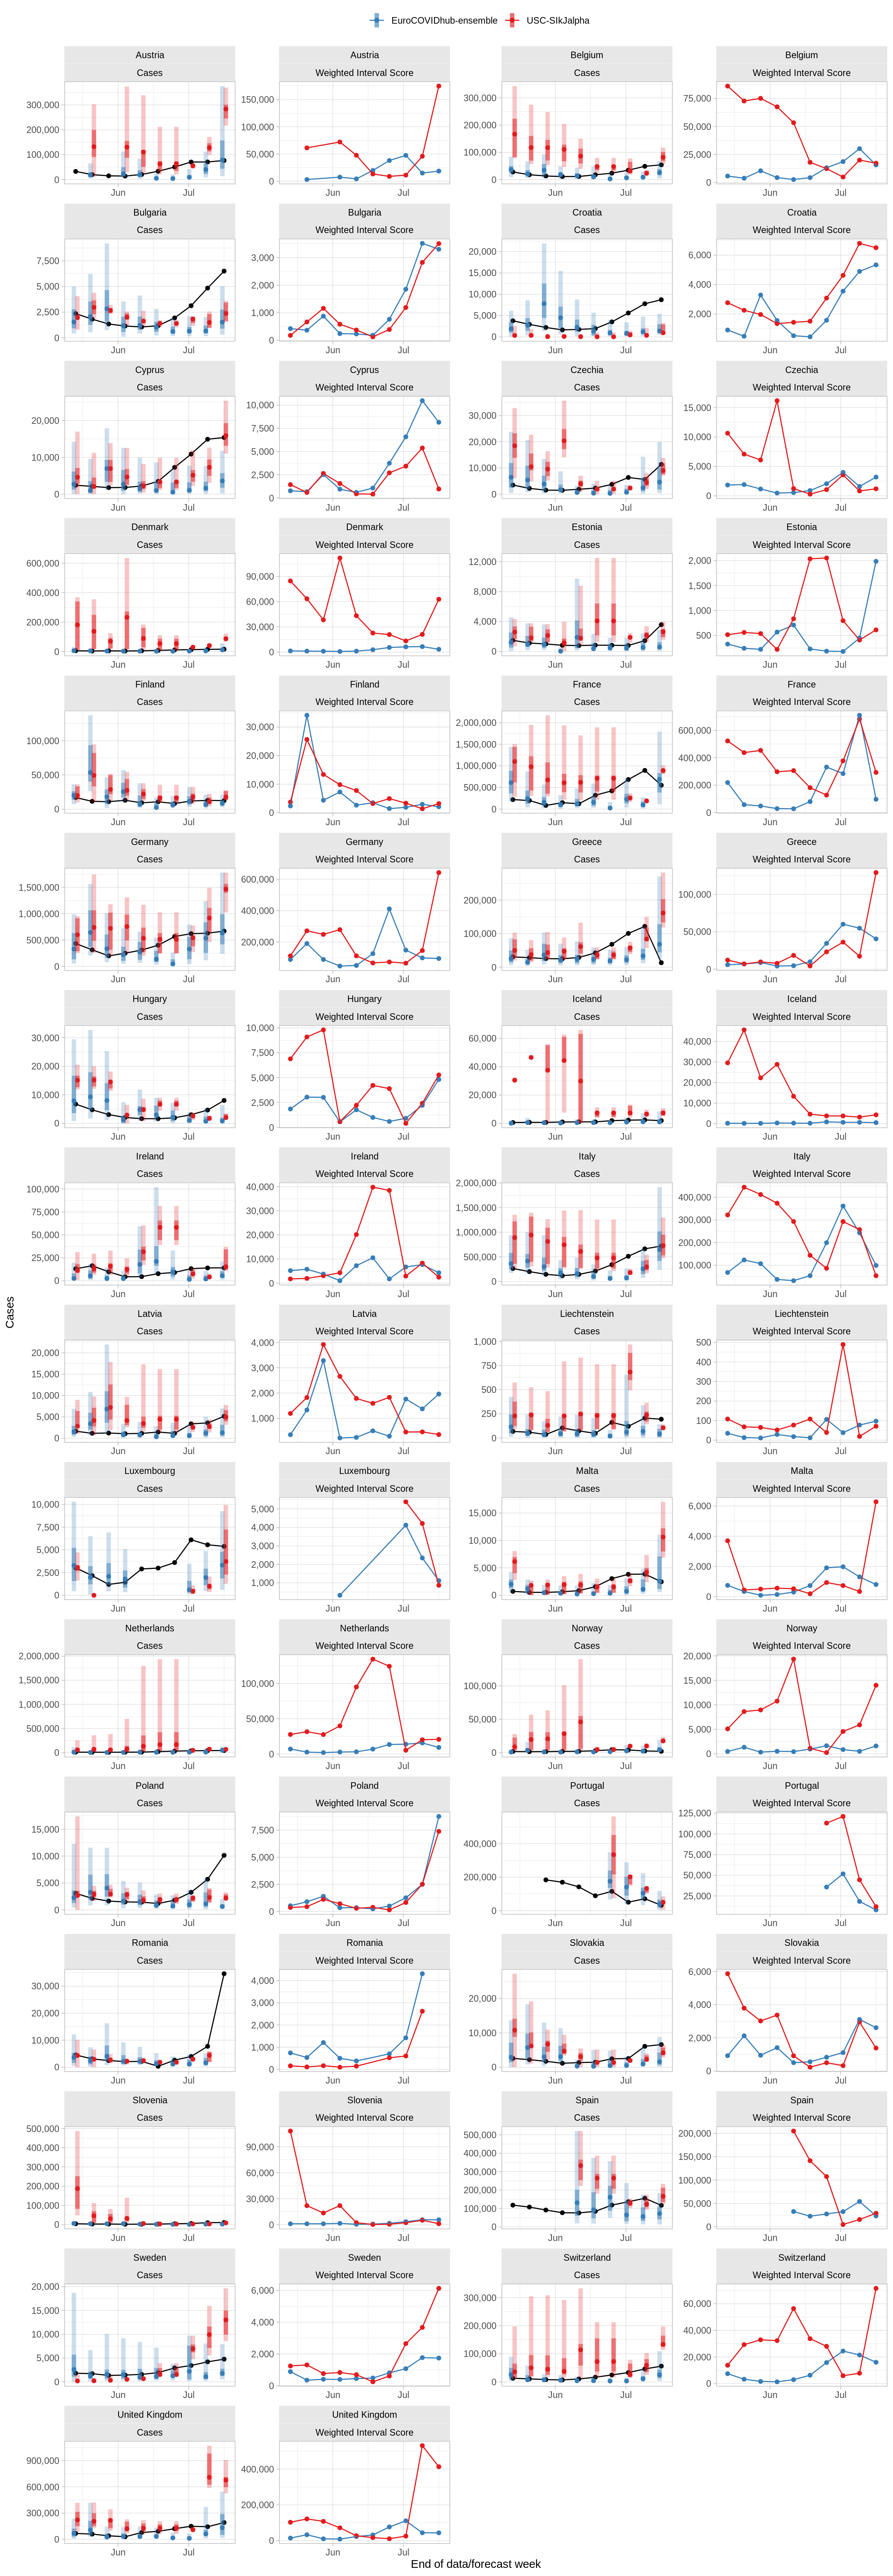 EuroCOVIDhub-ensemble USC-SIkJalpha
Austria
Cases
300,000
200,000
100,000
0
Jun Jul
Austria
Weighted Interval Score
150,000
100,000
50,000
0
Jun Jul
Belgium
Cases
300,000
200,000
100,000
0
Jun Jul
Belgium
Weighted Interval Score
75,000
50,000
25,000
0
Jun Jul
Bulgaria
Cases
7,500
5,000
2,500
0
Jun Jul
Bulgaria
Weighted Interval Score
3,000
2,000
1,000
0
Jun Jul
Croatia
Cases
20,000
15,000
10,000
5,000
0
Jun Jul
Croatia
Weighted Interval Score
6,000
4,000
2,000
Jun Jul
Cyprus
Cases
20,000
10,000
0
Jun Jul
Cyprus
Weighted Interval Score
10,000
7,500
5,000
2,500
0
Jun Jul
Czechia
Cases
30,000
20,000
10,000
0
Jun Jul
Czechia
Weighted Interval Score
15,000
10,000
5,000
0
Jun Jul
Denmark
Cases
600,000
400,000
200,000
0
Jun Jul
Denmark
Weighted Interval Score
90,000
60,000
30,000
0
Jun Jul
Estonia
Cases
12,000
8,000
4,000
0
Jun Jul
Estonia
Weighted Interval Score
2,000
1,500
1,000
500
Jun Jul
Finland
Cases
100,000
50,000
0
Jun Jul
Finland
Weighted Interval Score
30,000
20,000
10,000
0
Jun Jul
France
Cases
2,000,000
1,500,000
1,000,000
500,000
0
Jun Jul
France
Weighted Interval Score
600,000
400,000
200,000
0
Jun Jul
Germany
Cases
1,500,000
1,000,000
500,000
0
Jun Jul
Germany
Weighted Interval Score
600,000
400,000
200,000
Jun Jul
Greece
Cases
200,000
100,000
0
Jun Jul
Greece
Weighted Interval Score
100,000
50,000
0
Jun Jul
Hungary
Cases
30,000
20,000
10,000
0
Jun Jul
Hungary
Weighted Interval Score
10,000
7,500
5,000
2,500
0
Jun Jul
Iceland
Cases
60,000
40,000
20,000
0
Jun Jul
Iceland
Weighted Interval Score
40,000
30,000
20,000
10,000
0
Jun Jul
Ireland
Cases
100,000
75,000
50,000
25,000
0
Jun Jul
Ireland
Weighted Interval Score
40,000
30,000
20,000
10,000
0
Jun Jul
Italy
Cases
2,000,000
1,500,000
1,000,000
500,000
0
Jun Jul
Italy
Weighted Interval Score
400,000
300,000
200,000
100,000
Jun Jul
Cases
Latvia
Cases
20,000
15,000
10,000
5,000
0
Jun Jul
Latvia
Weighted Interval Score
4,000
3,000
2,000
1,000
Jun Jul
Liechtenstein
Cases
1,000
750
500
250
0
Jun Jul
Liechtenstein
Weighted Interval Score
500
400
300
200
100
0
Jun Jul
Luxembourg
Cases
10,000
7,500
5,000
2,500
0
Jun Jul
Luxembourg
Weighted Interval Score
5,000
4,000
3,000
2,000
1,000
Jun Jul
Malta
Cases
15,000
10,000
5,000
0
Jun Jul
Malta
Weighted Interval Score
6,000
4,000
2,000
0
Jun Jul
Netherlands
Cases
2,000,000
1,500,000
1,000,000
500,000
0
Jun Jul
Netherlands
Weighted Interval Score
100,000
50,000
0
Jun Jul
Norway
Cases
100,000
50,000
0
Jun Jul
Norway
Weighted Interval Score
20,000
15,000
10,000
5,000
0
Jun Jul
Poland
Cases
15,000
10,000
5,000
0
Jun Jul
Poland
Weighted Interval Score
7,500
5,000
2,500
0
Jun Jul
Portugal
Cases
400,000
200,000
0
Jun Jul
Portugal
Weighted Interval Score
125,000
100,000
75,000
50,000
25,000
Jun Jul
Romania
Cases
30,000
20,000
10,000
0
Jun Jul
Romania
Weighted Interval Score
4,000
3,000
2,000
1,000
0
Jun Jul
Slovakia
Cases
20,000
10,000
0
Jun Jul
Slovakia
Weighted Interval Score
6,000
4,000
2,000
0
Jun Jul
Slovenia
Cases
500,000
400,000
300,000
200,000
100,000
0
Jun Jul
Slovenia
Weighted Interval Score
90,000
60,000
30,000
0
Jun Jul
Spain
Cases
500,000
400,000
300,000
200,000
100,000
0
Jun Jul
Spain
Weighted Interval Score
200,000
150,000
100,000
50,000
0
Jun Jul
Sweden
Cases
20,000
15,000
10,000
5,000
0
Jun Jul
Sweden
Weighted Interval Score
6,000
4,000
2,000
0
Jun Jul
Switzerland
Cases
300,000
200,000
100,000
0
Jun Jul
Switzerland
Weighted Interval Score
60,000
40,000
20,000
0
Jun Jul
United Kingdom
Cases
900,000
600,000
300,000
0
Jun Jul
United Kingdom
Weighted Interval Score
400,000
200,000
0
Jun Jul
End of data/forecast week